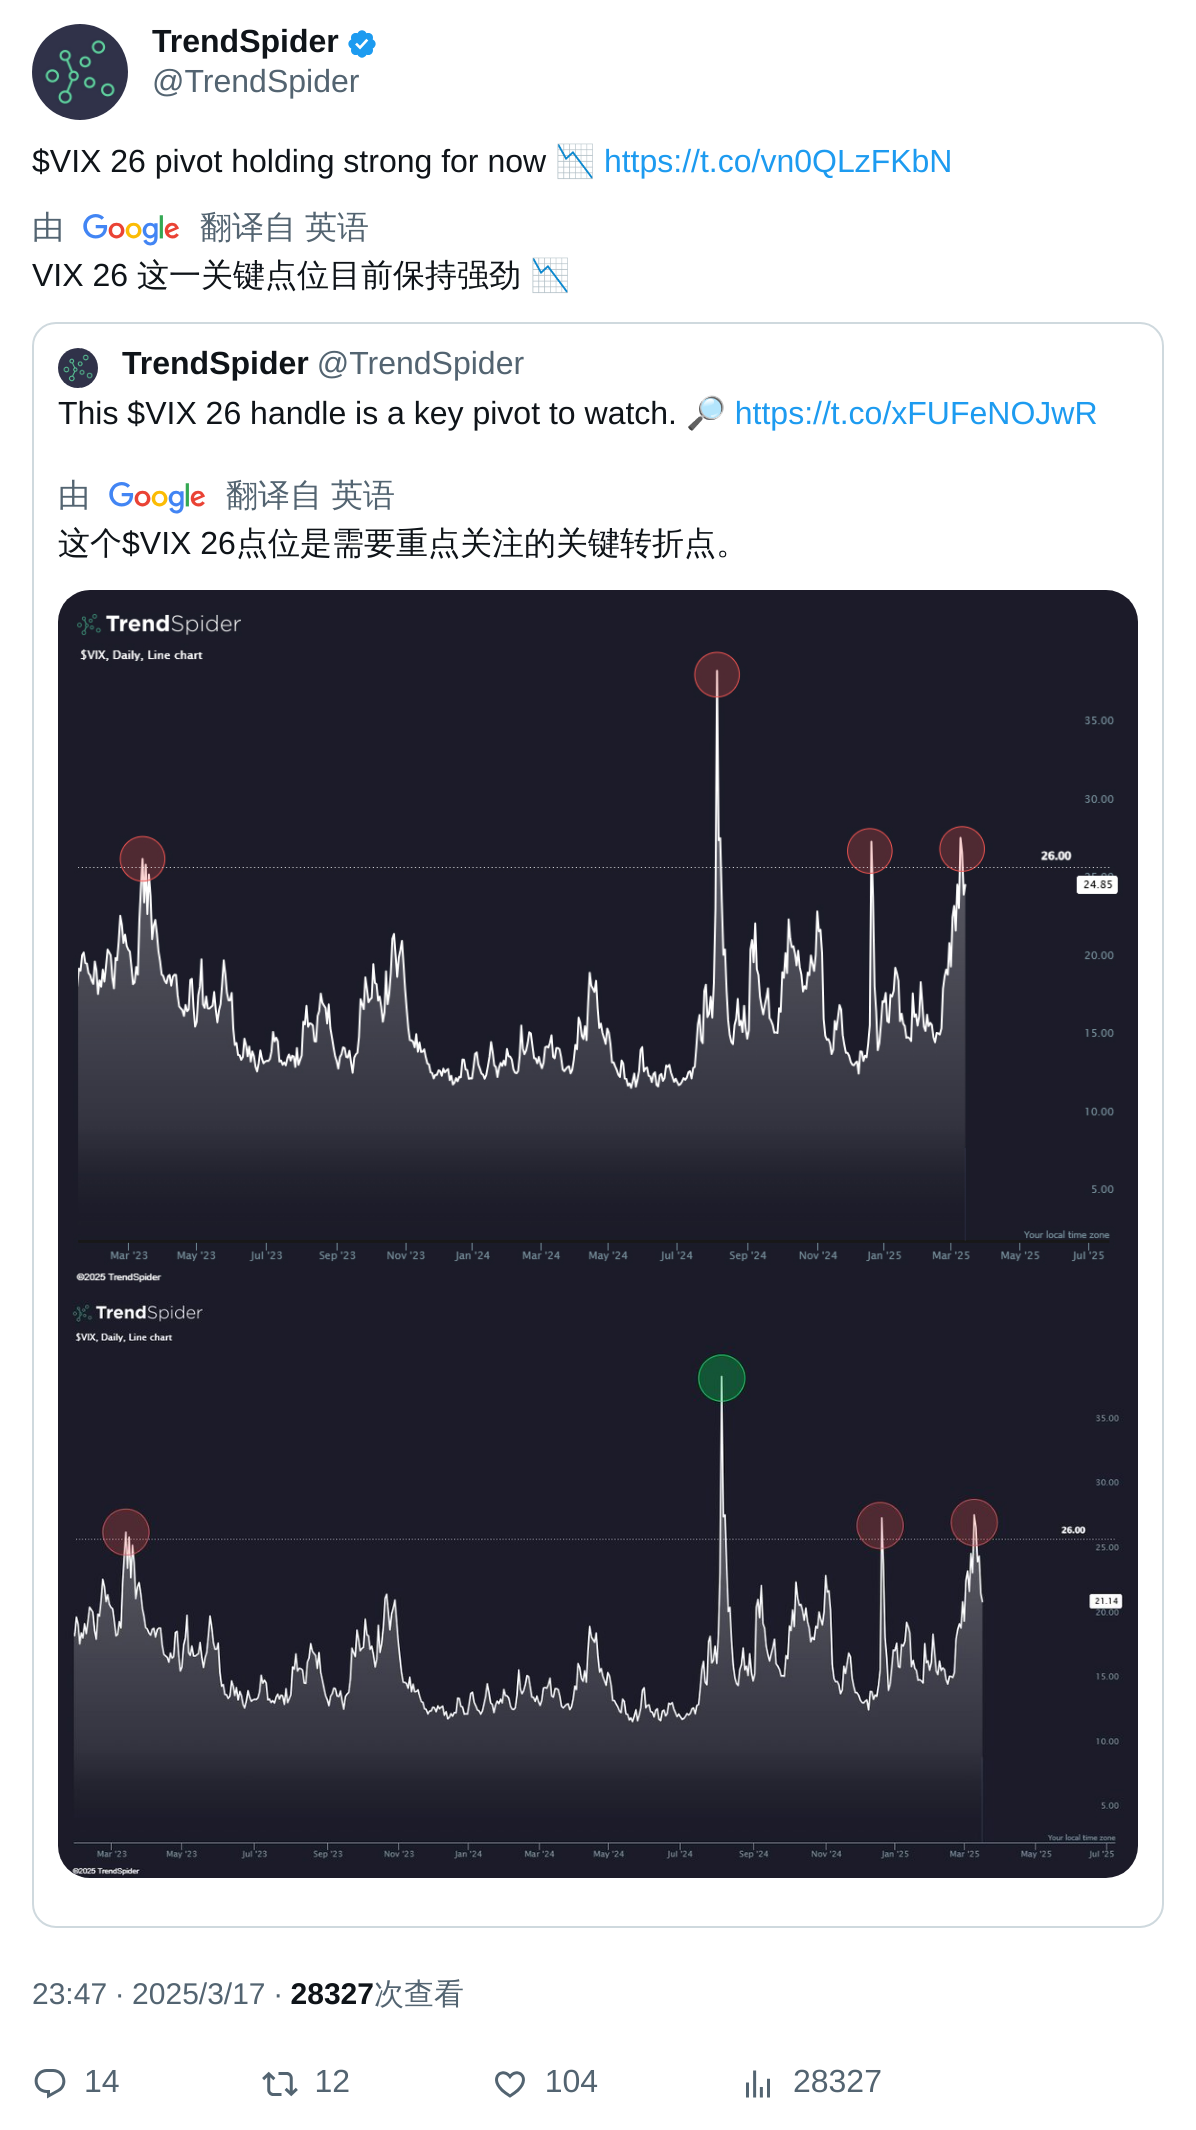 TrendSpider
@TrendSpider
$VIX 26 pivot holding strong for now 📉 https://t.co/vn0QLzFKbN
由 Google 翻译自 英语
VIX 26 这一关键点位目前保持强劲 📉
TrendSpider @TrendSpider
This $VIX 26 handle is a key pivot to watch. 🔎 https://t.co/xFUFeNOJwR
由 Google 翻译自 英语
这个$VIX 26点位是需要重点关注的关键转折点。
TrendSpider
$VIX, Daily, Line chart
35.00
30.00
26.00
25.00
24.85
20.00
15.00
10.00
5.00
Your local time zone
Mar '23 May '23 Jul '23 Sep '23 Nov '23 Jan '24 Mar '24 May '24 Jul '24 Sep '24 Nov '24 Jan '25 Mar '25 May '25 Jul '25
©2025 TrendSpider
TrendSpider
$VIX, Daily, Line chart
35.00
30.00
26.00
25.00
21.14
20.00
15.00
10.00
5.00
Your local time zone
Mar '23 May '23 Jul '23 Sep '23 Nov '23 Jan '24 Mar '24 May '24 Jul '24 Sep '24 Nov '24 Jan '25 Mar '25 May '25 Jul '25
©2025 TrendSpider
23:47 · 2025/3/17 · 28327次查看
14 12 104 28327